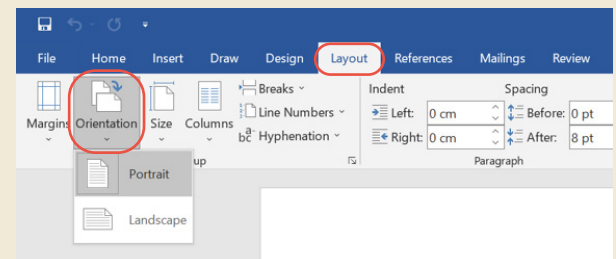 File Home Insert Draw Design Layout References Mailings Review
Margins Orientation Size Columns
Breaks
Line Numbers
Hyphenation
up
Indent
Left: 0 cm
Right: 0 cm
Spacing
Before: 0 pt
After: 8 pt
Paragraph
Portrait
Landscape